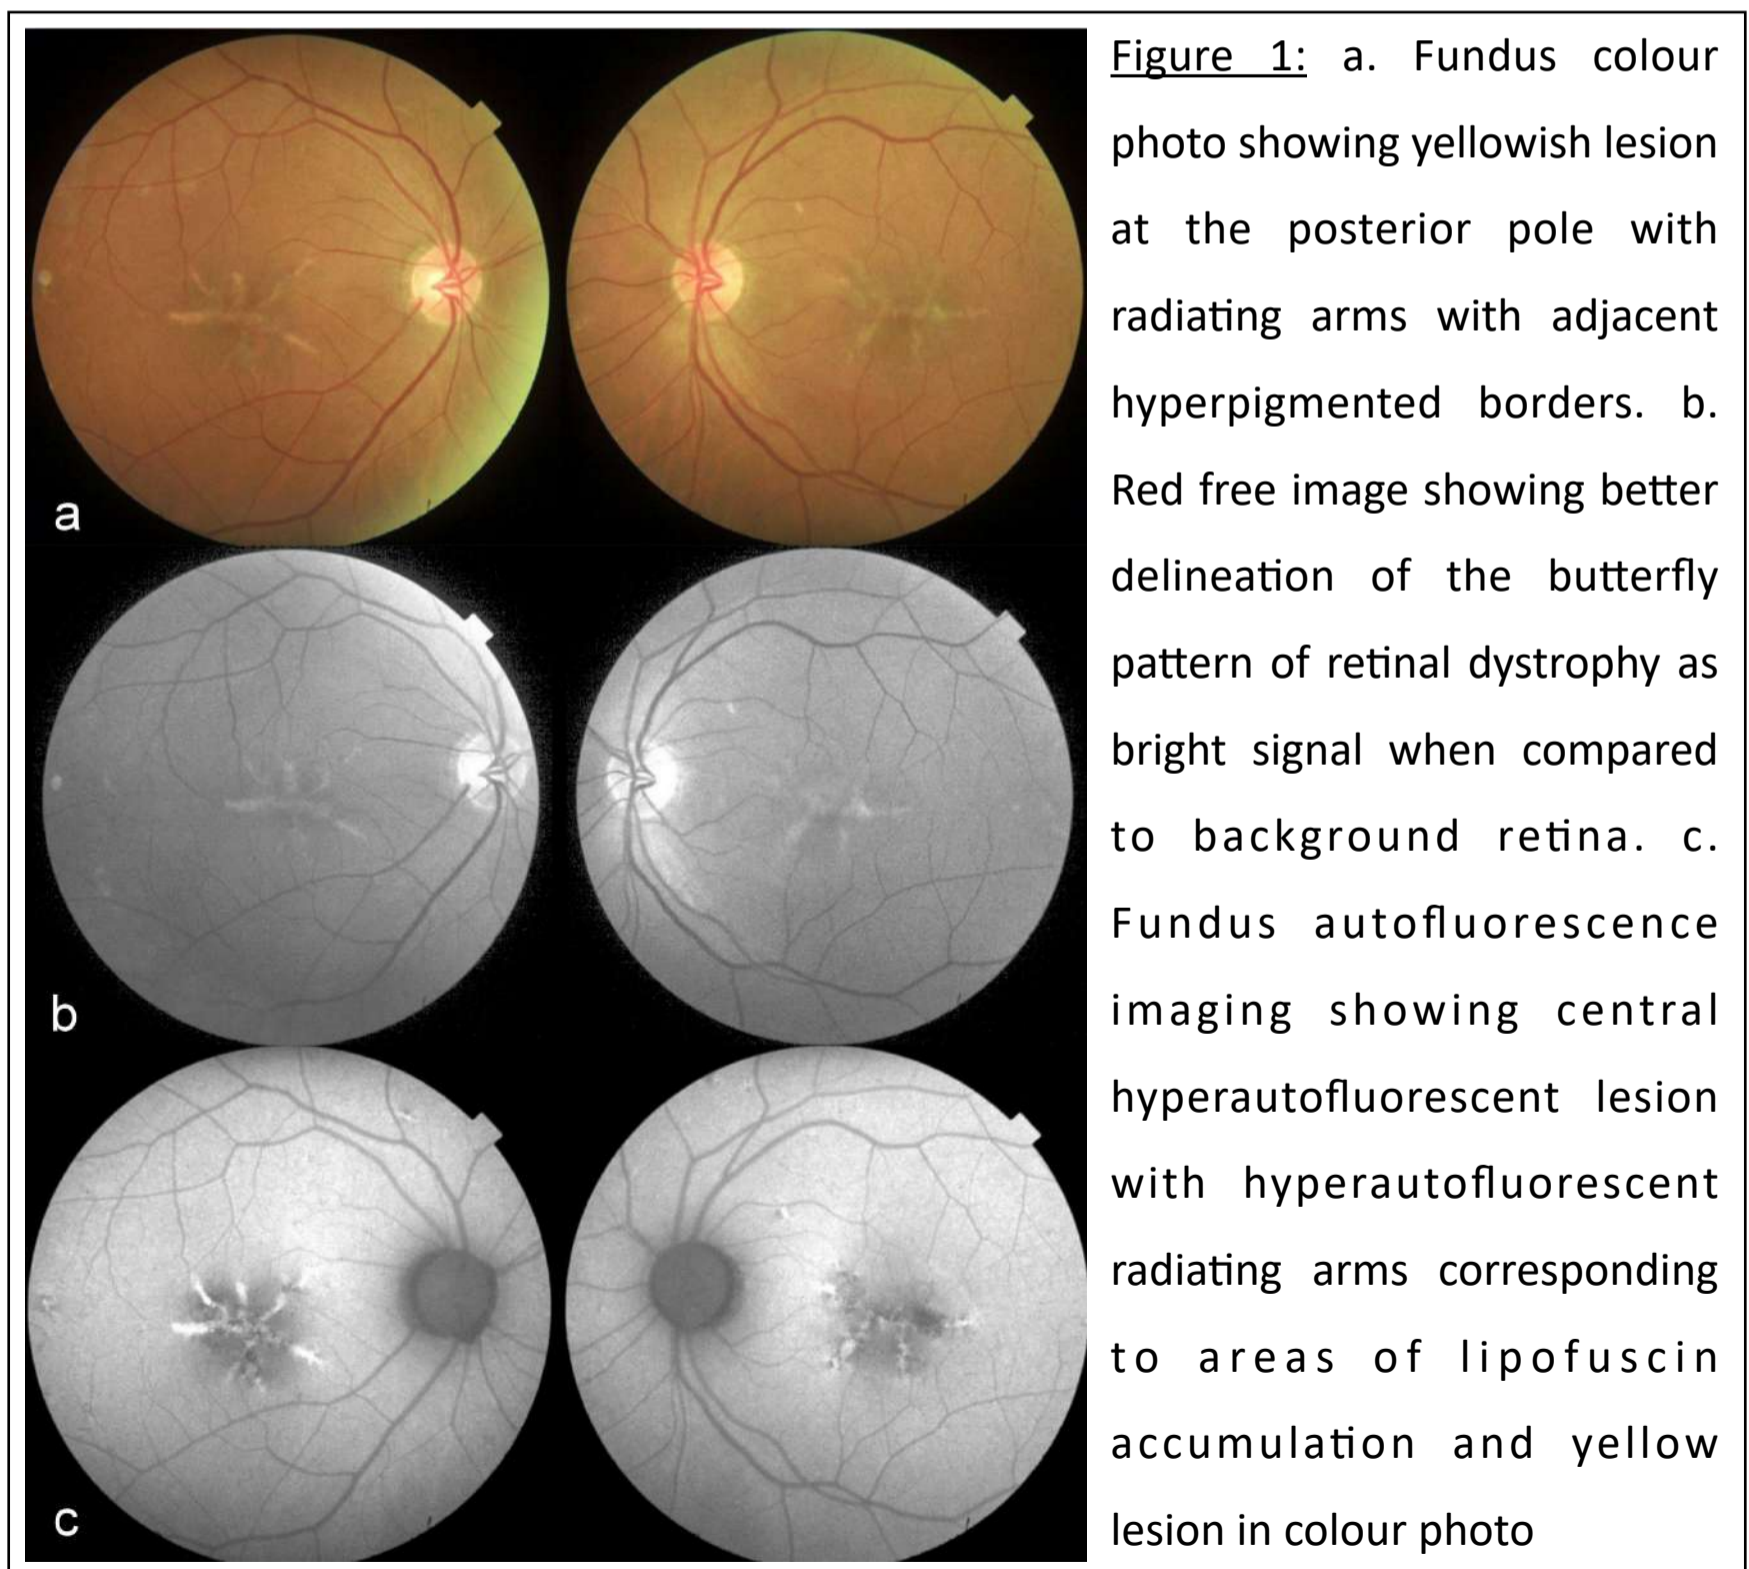 Figure 1: a. Fundus colour
photo showing yellowish lesion
at the posterior pole with
radiating arms with adjacent
hyperpigmented borders. b.
Red free image showing better
delineation of the butterfly
pattern of retinal dystrophy as
bright signal when compared
to background retina. c.
Fundus autofluorescence
imaging showing central
hyperautofluorescent lesion
with hyperautofluorescent
radiating arms corresponding
to areas of lipofuscin
accumulation and yellow
lesion in colour photo
a
b
c